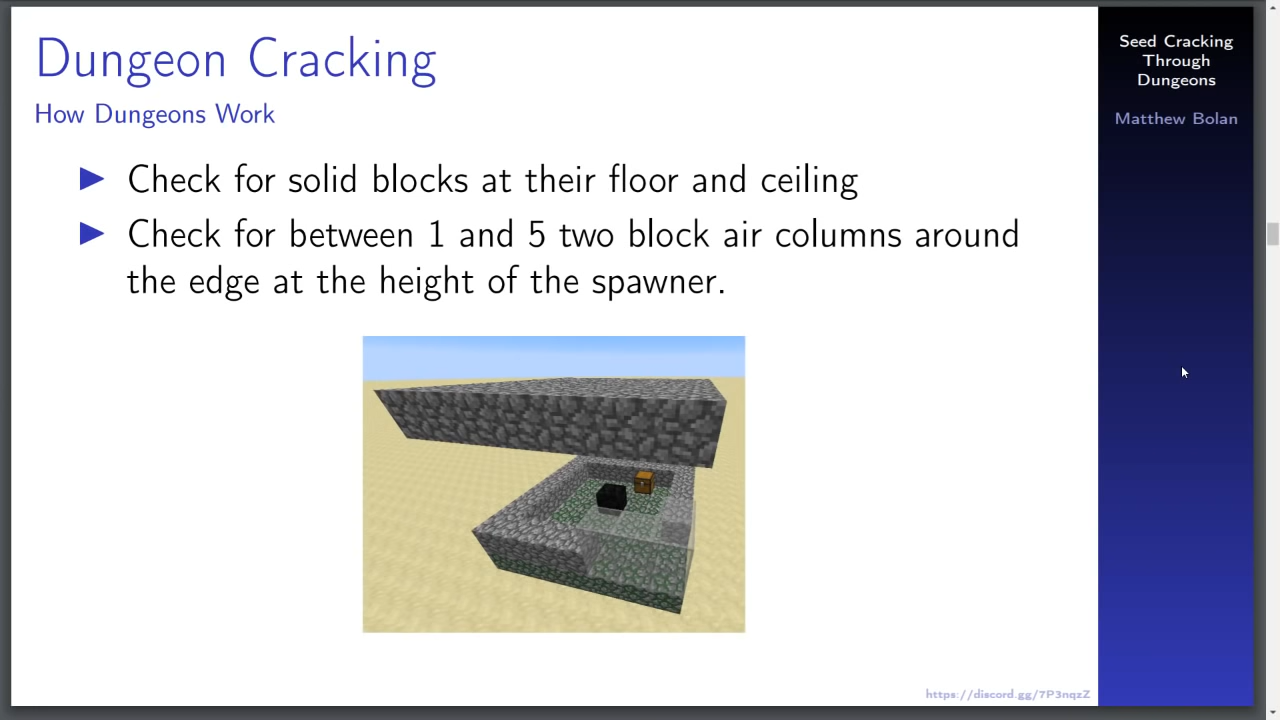 Dungeon Cracking
How Dungeons Work
Check for solid blocks at their floor and ceiling
Check for between 1 and 5 two block air columns around
the edge at the height of the spawner.
Seed Cracking
Through
Dungeons
Matthew Bolan
https://discord.gg/7P3nqzZ